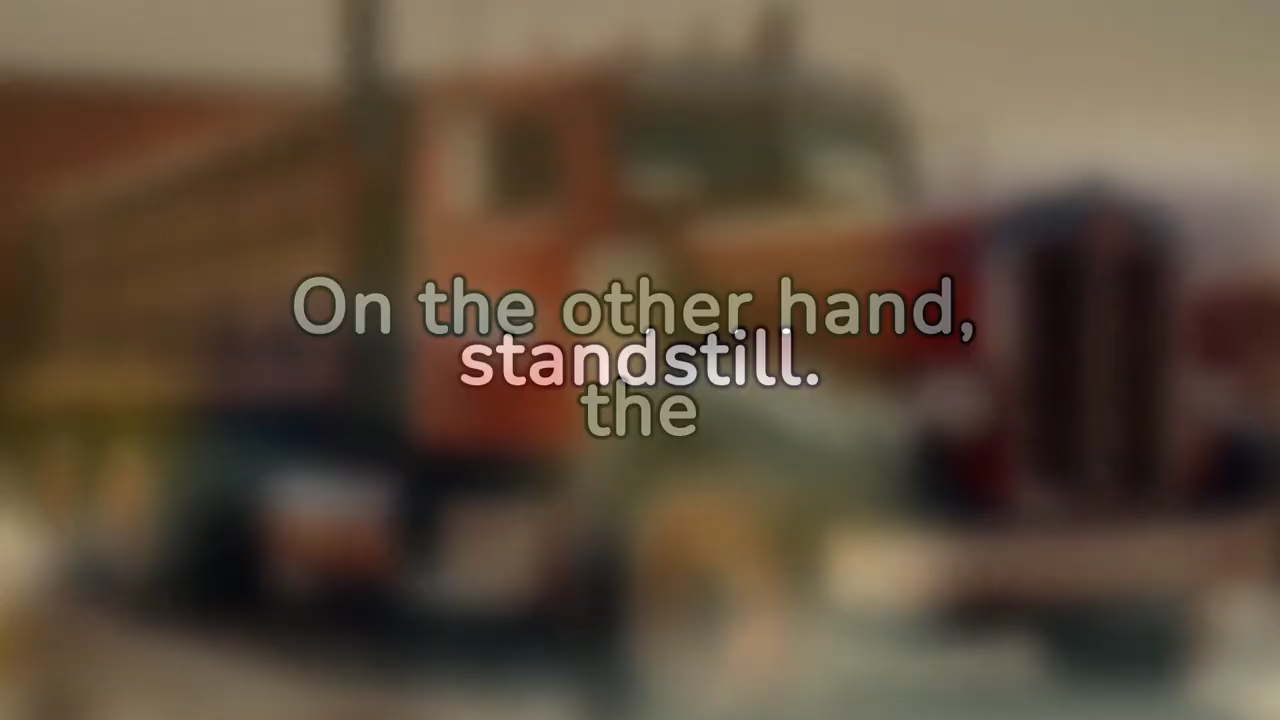 On the other hand,
standstill.
the